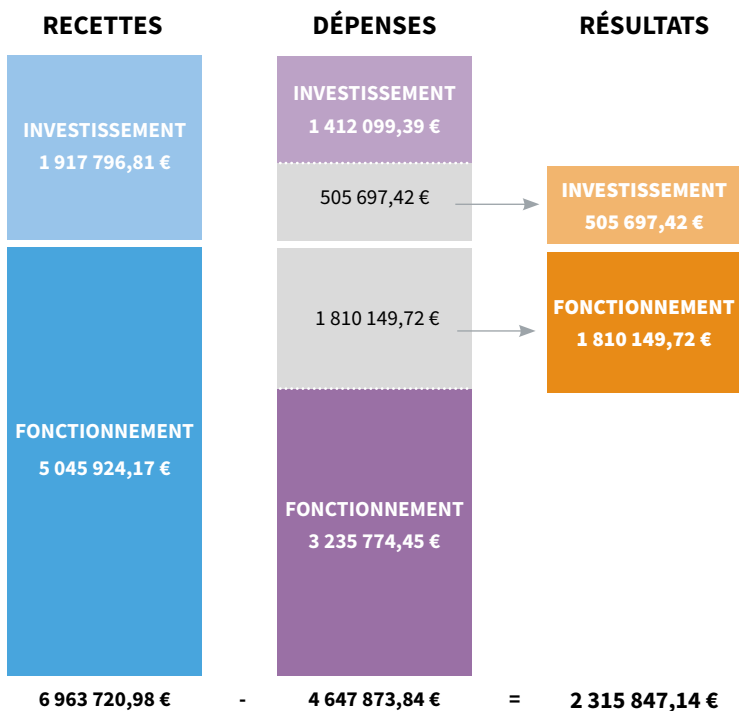 RECETTES
INVESTISSEMENT
1 917 796,81 €
FONCTIONNEMENT
5 045 924,17 €
DÉPENSES
INVESTISSEMENT
1 412 099,39 €
505 697,42 €
1 810 149,72 €
FONCTIONNEMENT
3 235 774,45 €
RÉSULTATS
INVESTISSEMENT
505 697,42 €
FONCTIONNEMENT
1 810 149,72 €
6 963 720,98 € - 4 647 873,84 € = 2 315 847,14 €